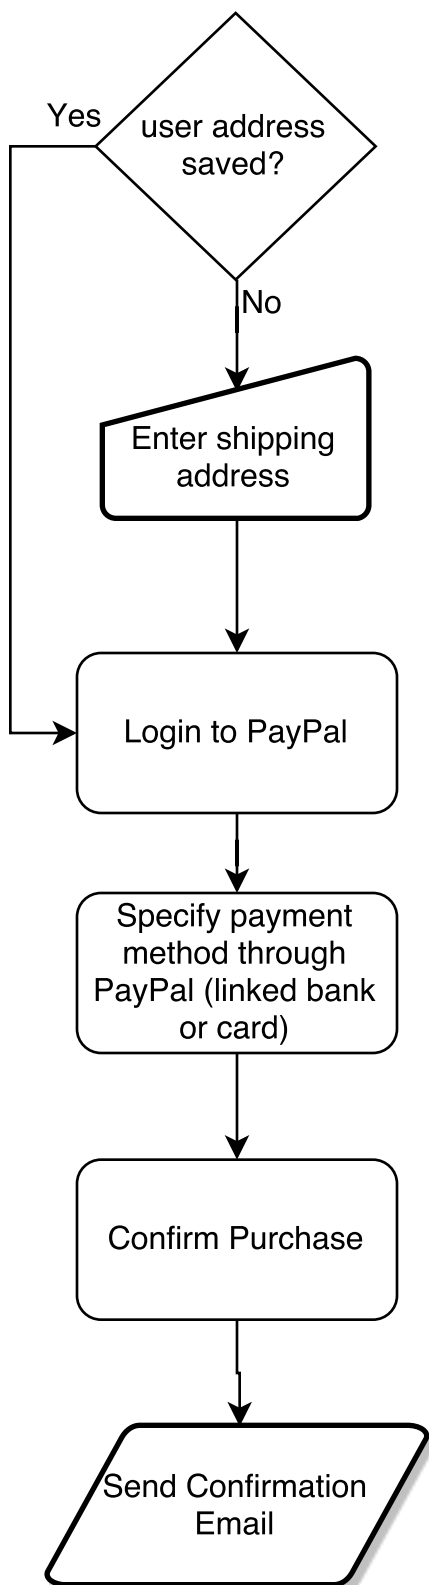 Yes
user address
saved?
No
Enter shipping
address
Login to PayPal
Specify payment
method through
PayPal (linked bank
or card)
Confirm Purchase
Send Confirmation
Email